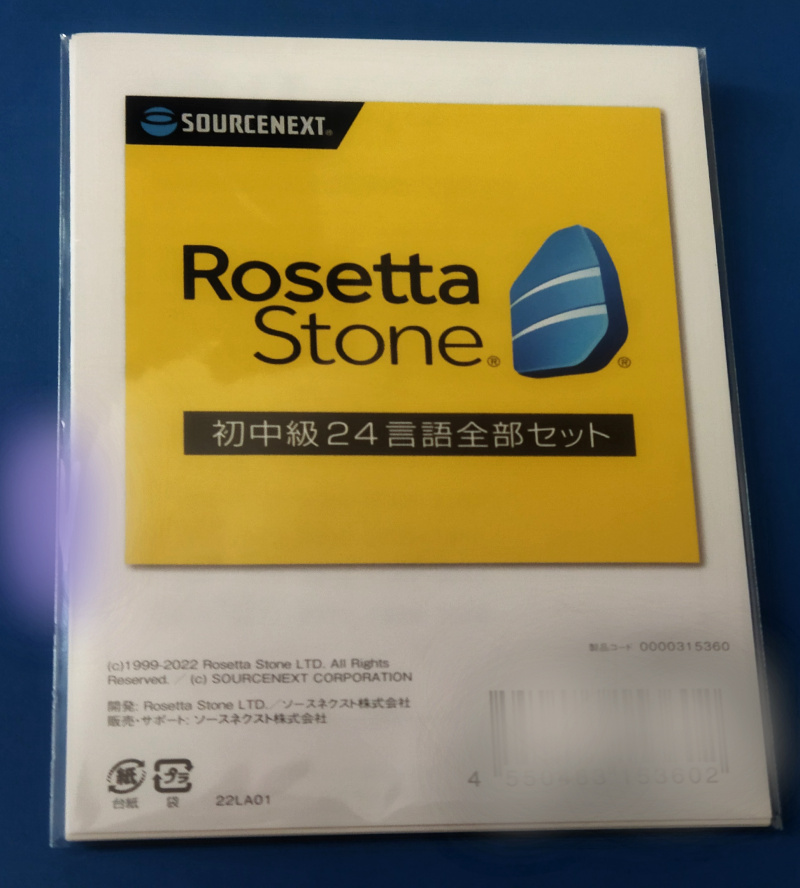 SOURCENEXT®
Rosetta
Stone®
®
初中級24言語全部セット
製品コード 0000315360
(c)1999-2022 Rosetta Stone LTD. All Rights
Reserved. ／(c) SOURCENEXT CORPORATION
開発: Rosetta Stone LTD.／ソースネクスト株式会社
販売・サポート: ソースネクスト株式会社
4
紙 プラ
台紙 袋 22LA01